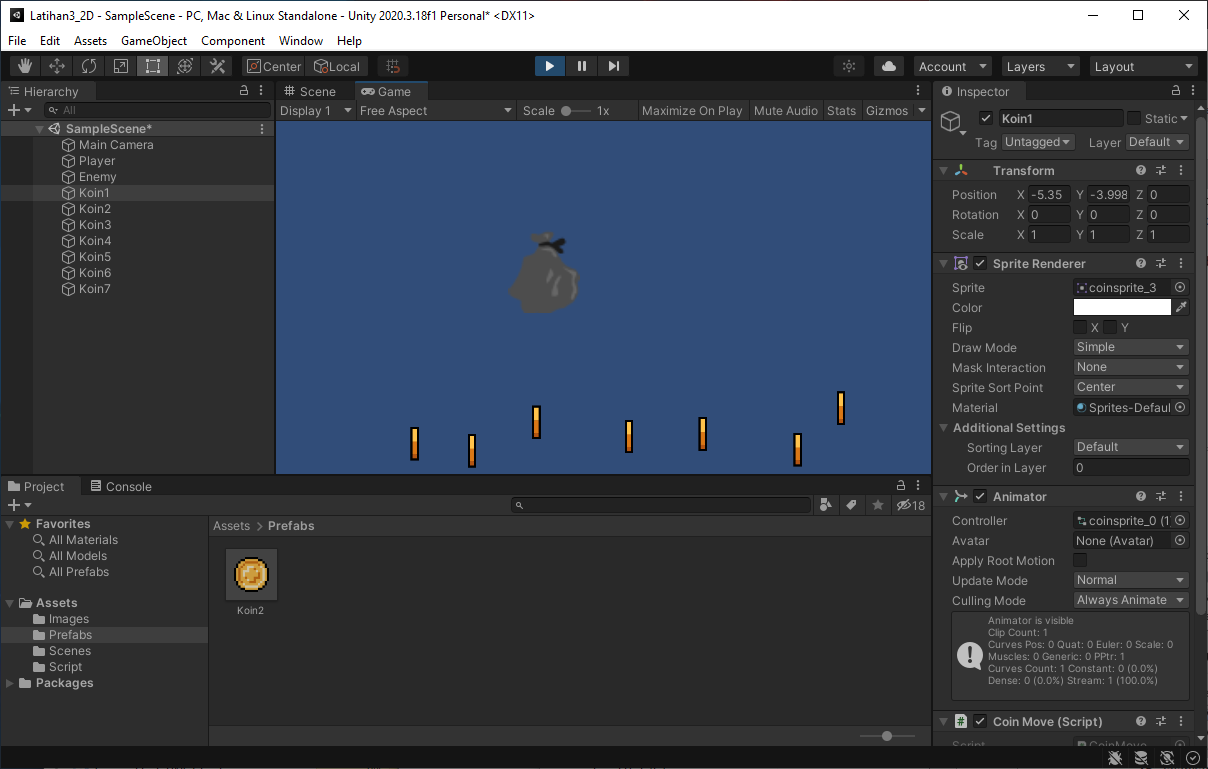 Latihan3_2D - SampleScene - PC, Mac & Linux Standalone - Unity 2020.3.18f1 Personal* <DX11>
File Edit Assets GameObject Component Window Help
Center Local Account Layers Layout
Hierarchy
All
SampleScene*
Main Camera
Player
Enemy
Koin1
Koin2
Koin3
Koin4
Koin5
Koin6
Koin7
Scene Game
Display 1 Free Aspect Scale 1x Maximize On Play Mute Audio Stats Gizmos
Inspector
Koin1 Static
Tag Untagged Layer Default
Transform
Position X -5.35 Y -3.998 Z 0
Rotation X 0 Y 0 Z 0
Scale X 1 Y 1 Z 1
Sprite Renderer
Sprite coinsprite_3
Color
Flip X Y
Draw Mode Simple
Mask Interaction None
Sprite Sort Point Center
Material Sprites-Defaul
Additional Settings
Sorting Layer Default
Order in Layer 0
Animator
Controller coinsprite_0 (1
Avatar None (Avatar)
Apply Root Motion
Update Mode Normal
Culling Mode Always Animate
Animator is visible
Clip Count: 1
Curves Pos: 0 Quat: 0 Euler: 0 Scale: 0
Muscles: 0 Generic: 0 PPtr: 1
Curves Count: 1 Constant: 0 (0.0%)
Dense: 0 (0.0%) Stream: 1 (100.0%)
# Coin Move (Script)
Script CoinMove
Project Console
18
Favorites
All Materials
All Models
All Prefabs
Assets
Images
Prefabs
Scenes
Script
Packages
Assets > Prefabs
Koin2